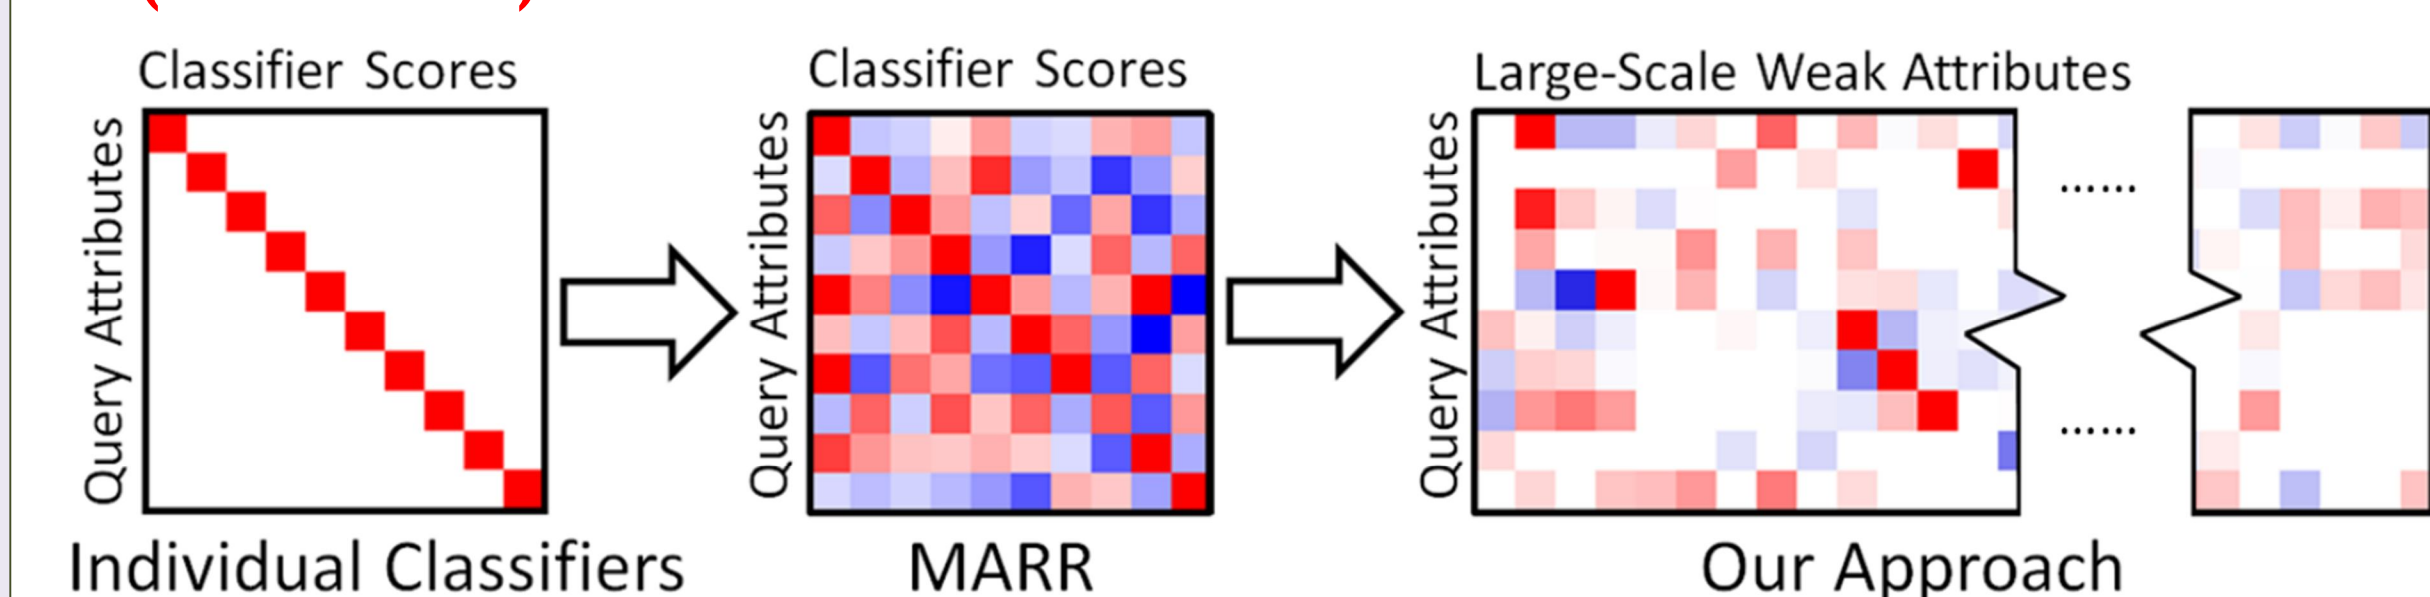 Classifier Scores
Query Attributes
Individual Classifiers
Classifier Scores
Query Attributes
MARR
Large-Scale Weak Attributes
Query Attributes
......
......
Our Approach